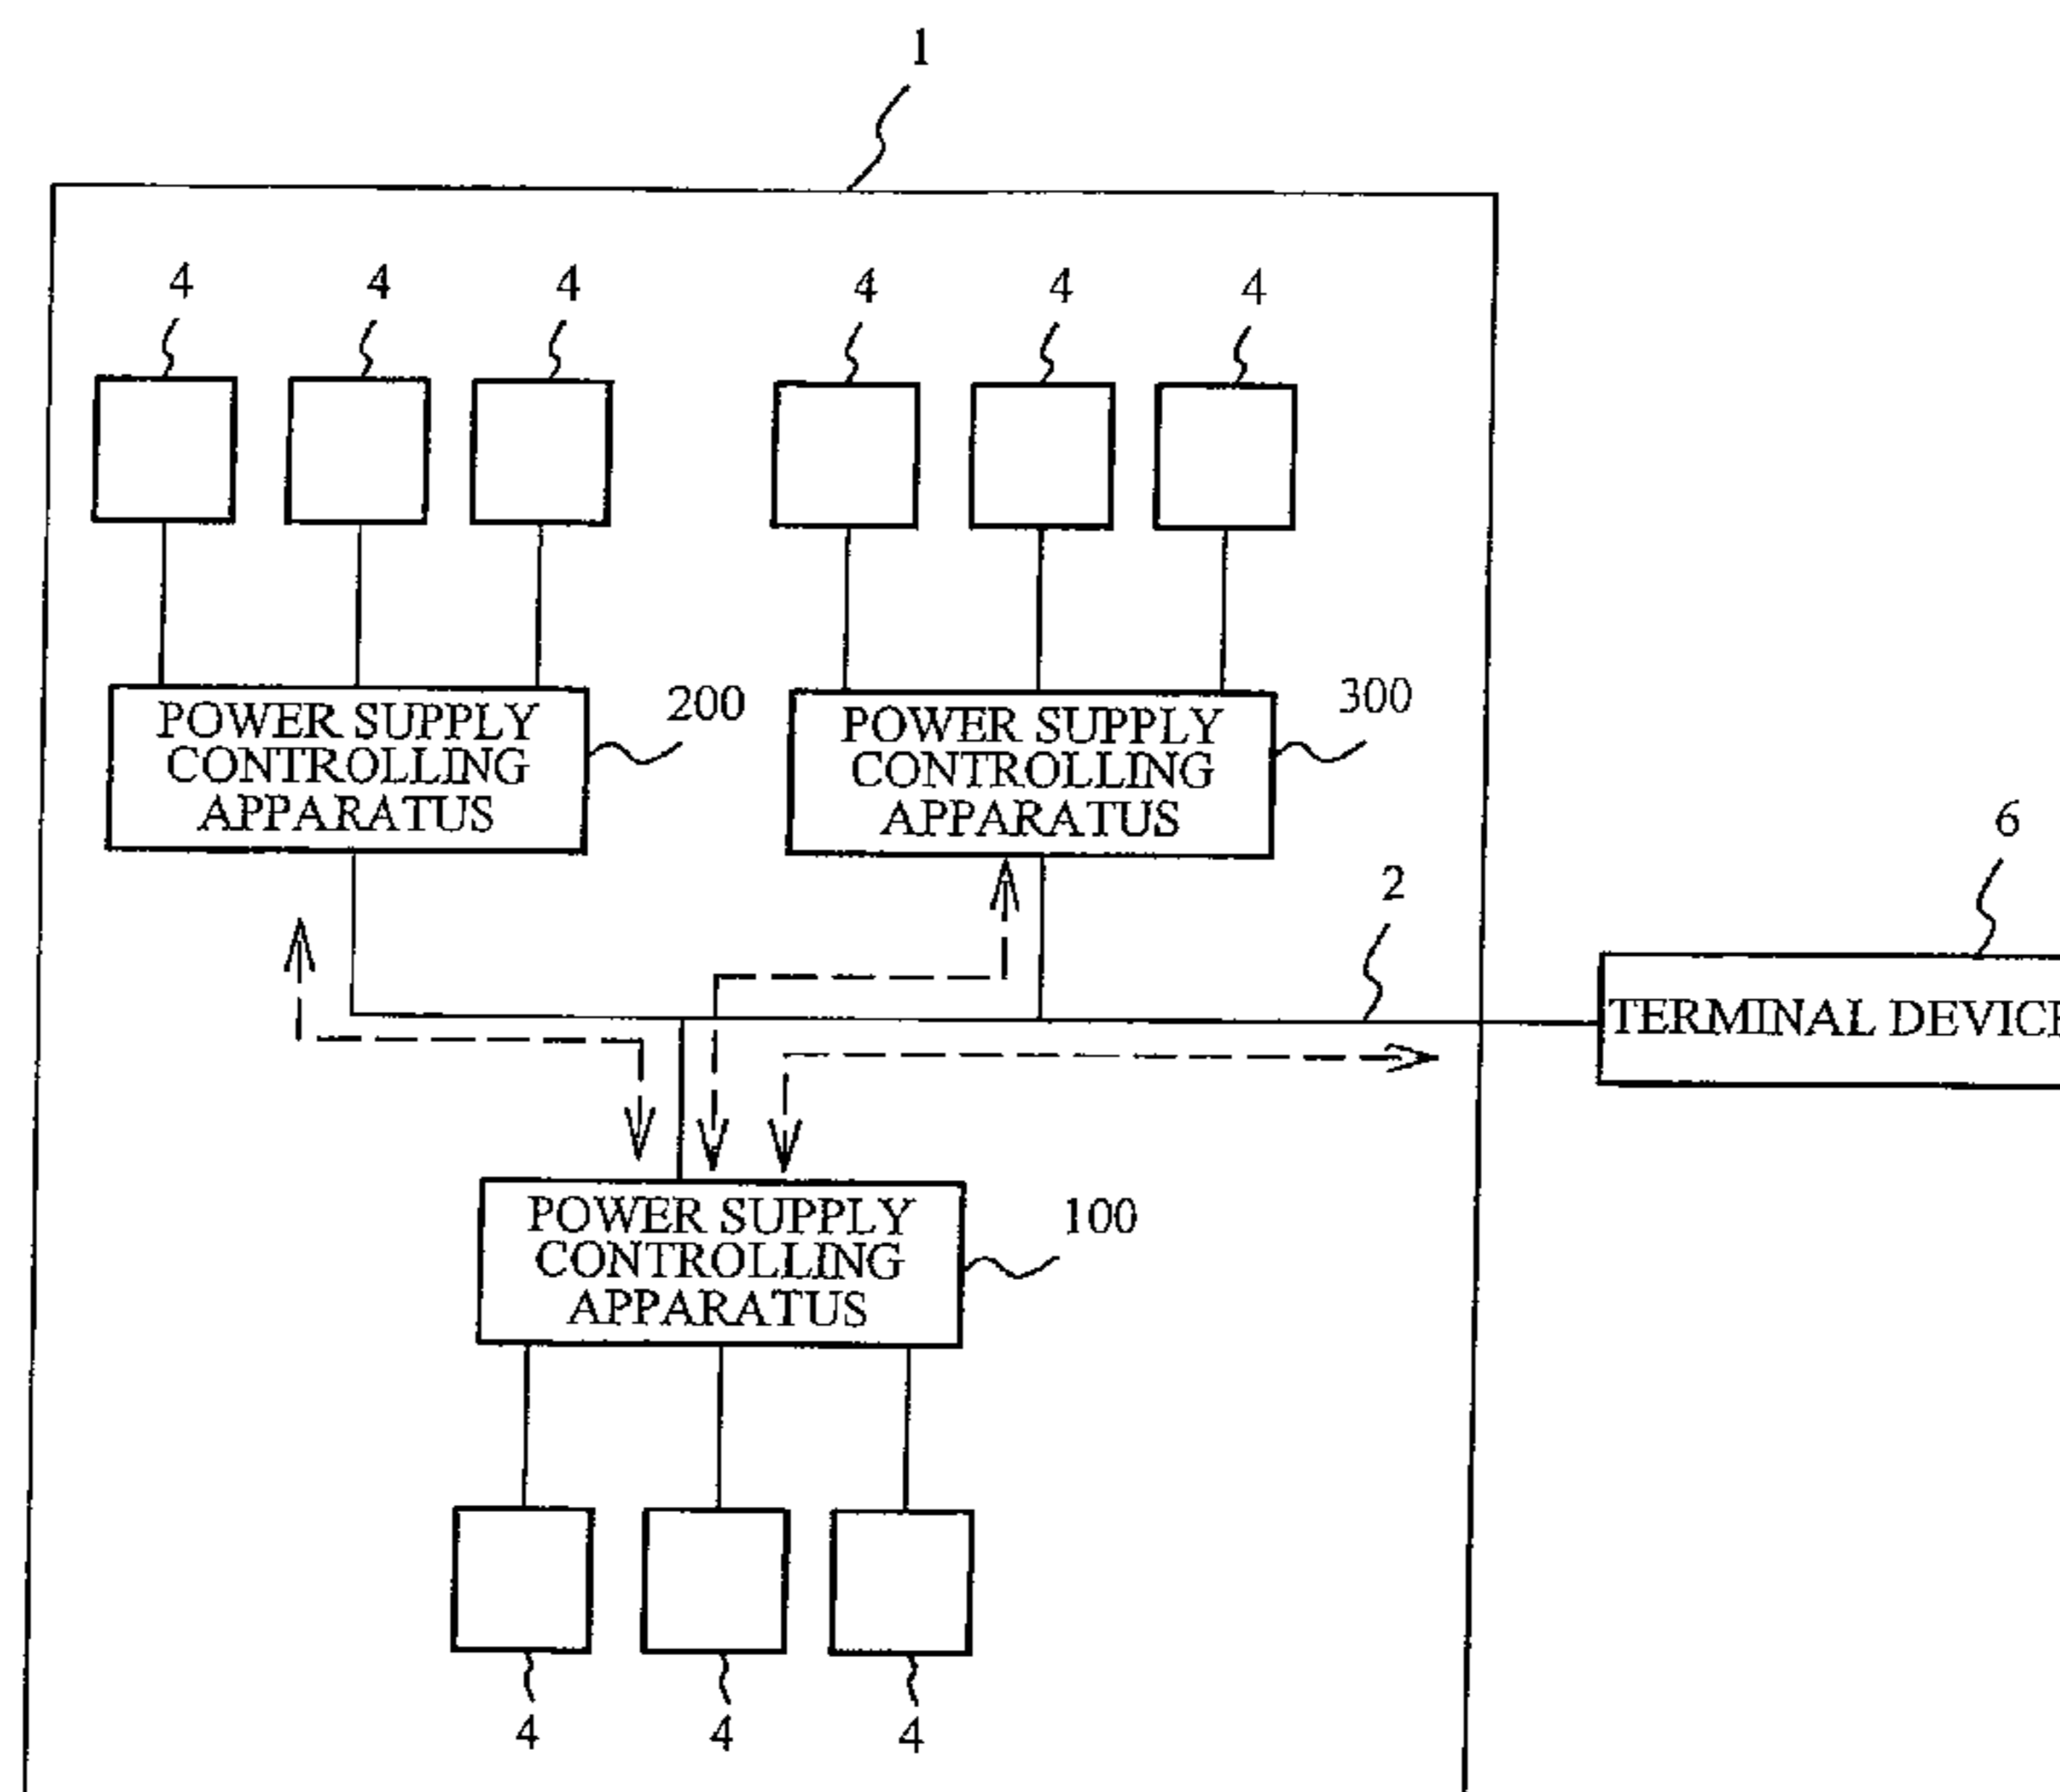 1
4 4 4 4 4 4
POWER SUPPLY
CONTROLLING
APPARATUS
200
POWER SUPPLY
CONTROLLING
APPARATUS
300
2
6
TERMINAL DEVICE
POWER SUPPLY
CONTROLLING
APPARATUS
100
4 4 4